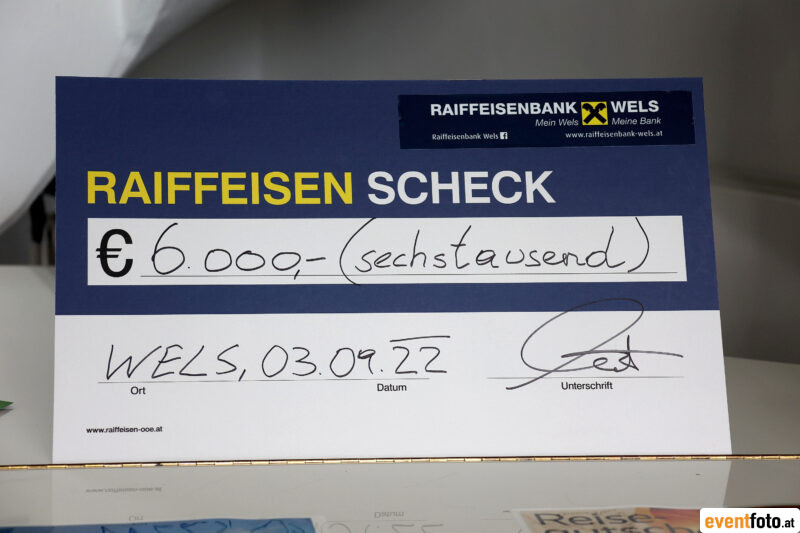 RAIFFEISENBANK WELS
Mein Wels Meine Bank
Raiffeisenbank Wels www.raiffeisenbank-wels.at
RAIFFEISEN SCHECK
€ 6.000,- (sechstausend)
WELS, 03.09.22
Ort Datum Unterschrift
www.raiffeisen-ooe.at
Reise
eventfoto.at